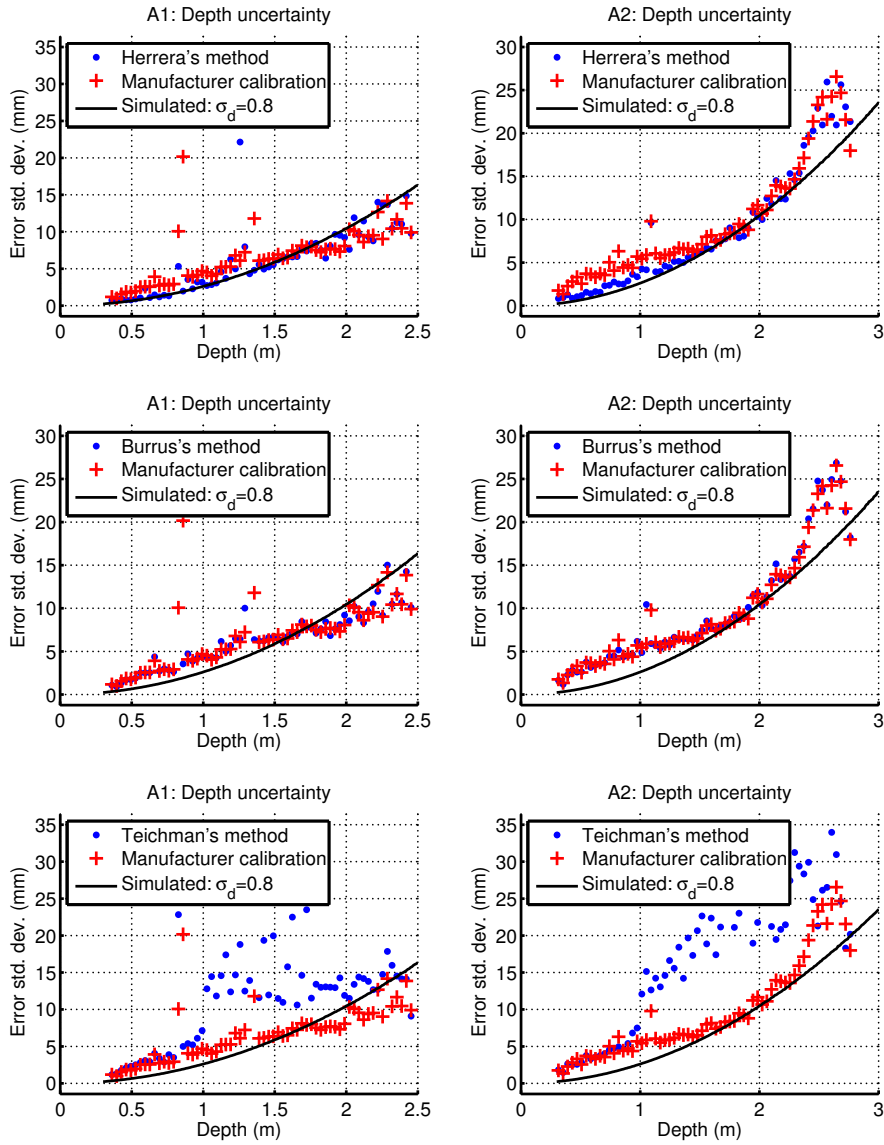 A1: Depth uncertainty
35
30
25
20
15
10
5
0
Error std. dev. (mm)
Herrera's method
Manufacturer calibration
Simulated: σd=0.8
0 0.5 1 1.5 2 2.5
Depth (m)
A2: Depth uncertainty
30
25
20
15
10
5
0
Error std. dev. (mm)
Herrera's method
Manufacturer calibration
Simulated: σd=0.8
0 1 2 3
Depth (m)
A1: Depth uncertainty
30
25
20
15
10
5
0
Error std. dev. (mm)
Burrus's method
Manufacturer calibration
Simulated: σd=0.8
0 0.5 1 1.5 2 2.5
Depth (m)
A2: Depth uncertainty
30
25
20
15
10
5
0
Error std. dev. (mm)
Burrus's method
Manufacturer calibration
Simulated: σd=0.8
0 1 2 3
Depth (m)
A1: Depth uncertainty
35
30
25
20
15
10
5
0
Error std. dev. (mm)
Teichman's method
Manufacturer calibration
Simulated: σd=0.8
0 0.5 1 1.5 2 2.5
Depth (m)
A2: Depth uncertainty
35
30
25
20
15
10
5
0
Error std. dev. (mm)
Teichman's method
Manufacturer calibration
Simulated: σd=0.8
0 1 2 3
Depth (m)